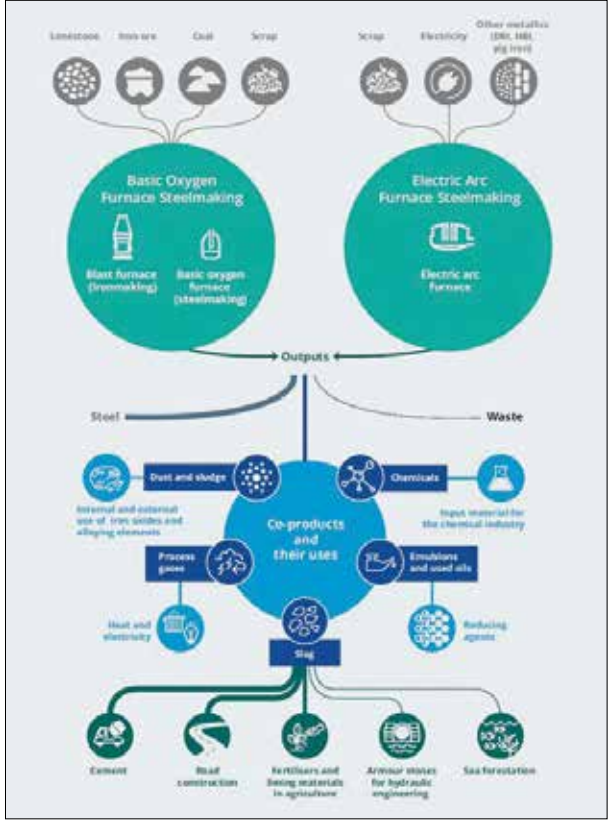 Limestone
Iron ore
Coal
Scrap
Scrap
Electricity
Other metallics
(DRI, HBI,
pig iron)
Basic Oxygen
Furnace Steelmaking
Blast furnace
(ironmaking)
Basic oxygen
furnace
(steelmaking)
Electric Arc
Furnace Steelmaking
Electric arc
furnace
Outputs
Steel
Waste
Dust and sludge
Chemicals
Internal and external
use of iron oxides and
alloying elements
Input material for
the chemical industry
Co-products
and
their uses
Process
gases
Emulsions
and used oils
Heat and
electricity
Reducing
agents
Slag
Cement
Road
construction
Fertilisers and
liming materials
in agriculture
Armour stones
for hydraulic
engineering
Sea forestation